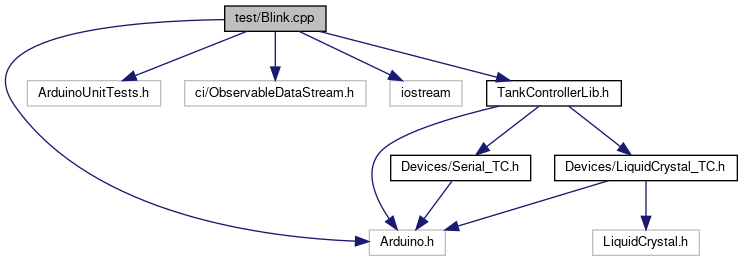 test/Blink.cpp
ArduinoUnitTests.h
ci/ObservableDataStream.h
iostream
TankControllerLib.h
Devices/Serial_TC.h
Devices/LiquidCrystal_TC.h
Arduino.h
LiquidCrystal.h